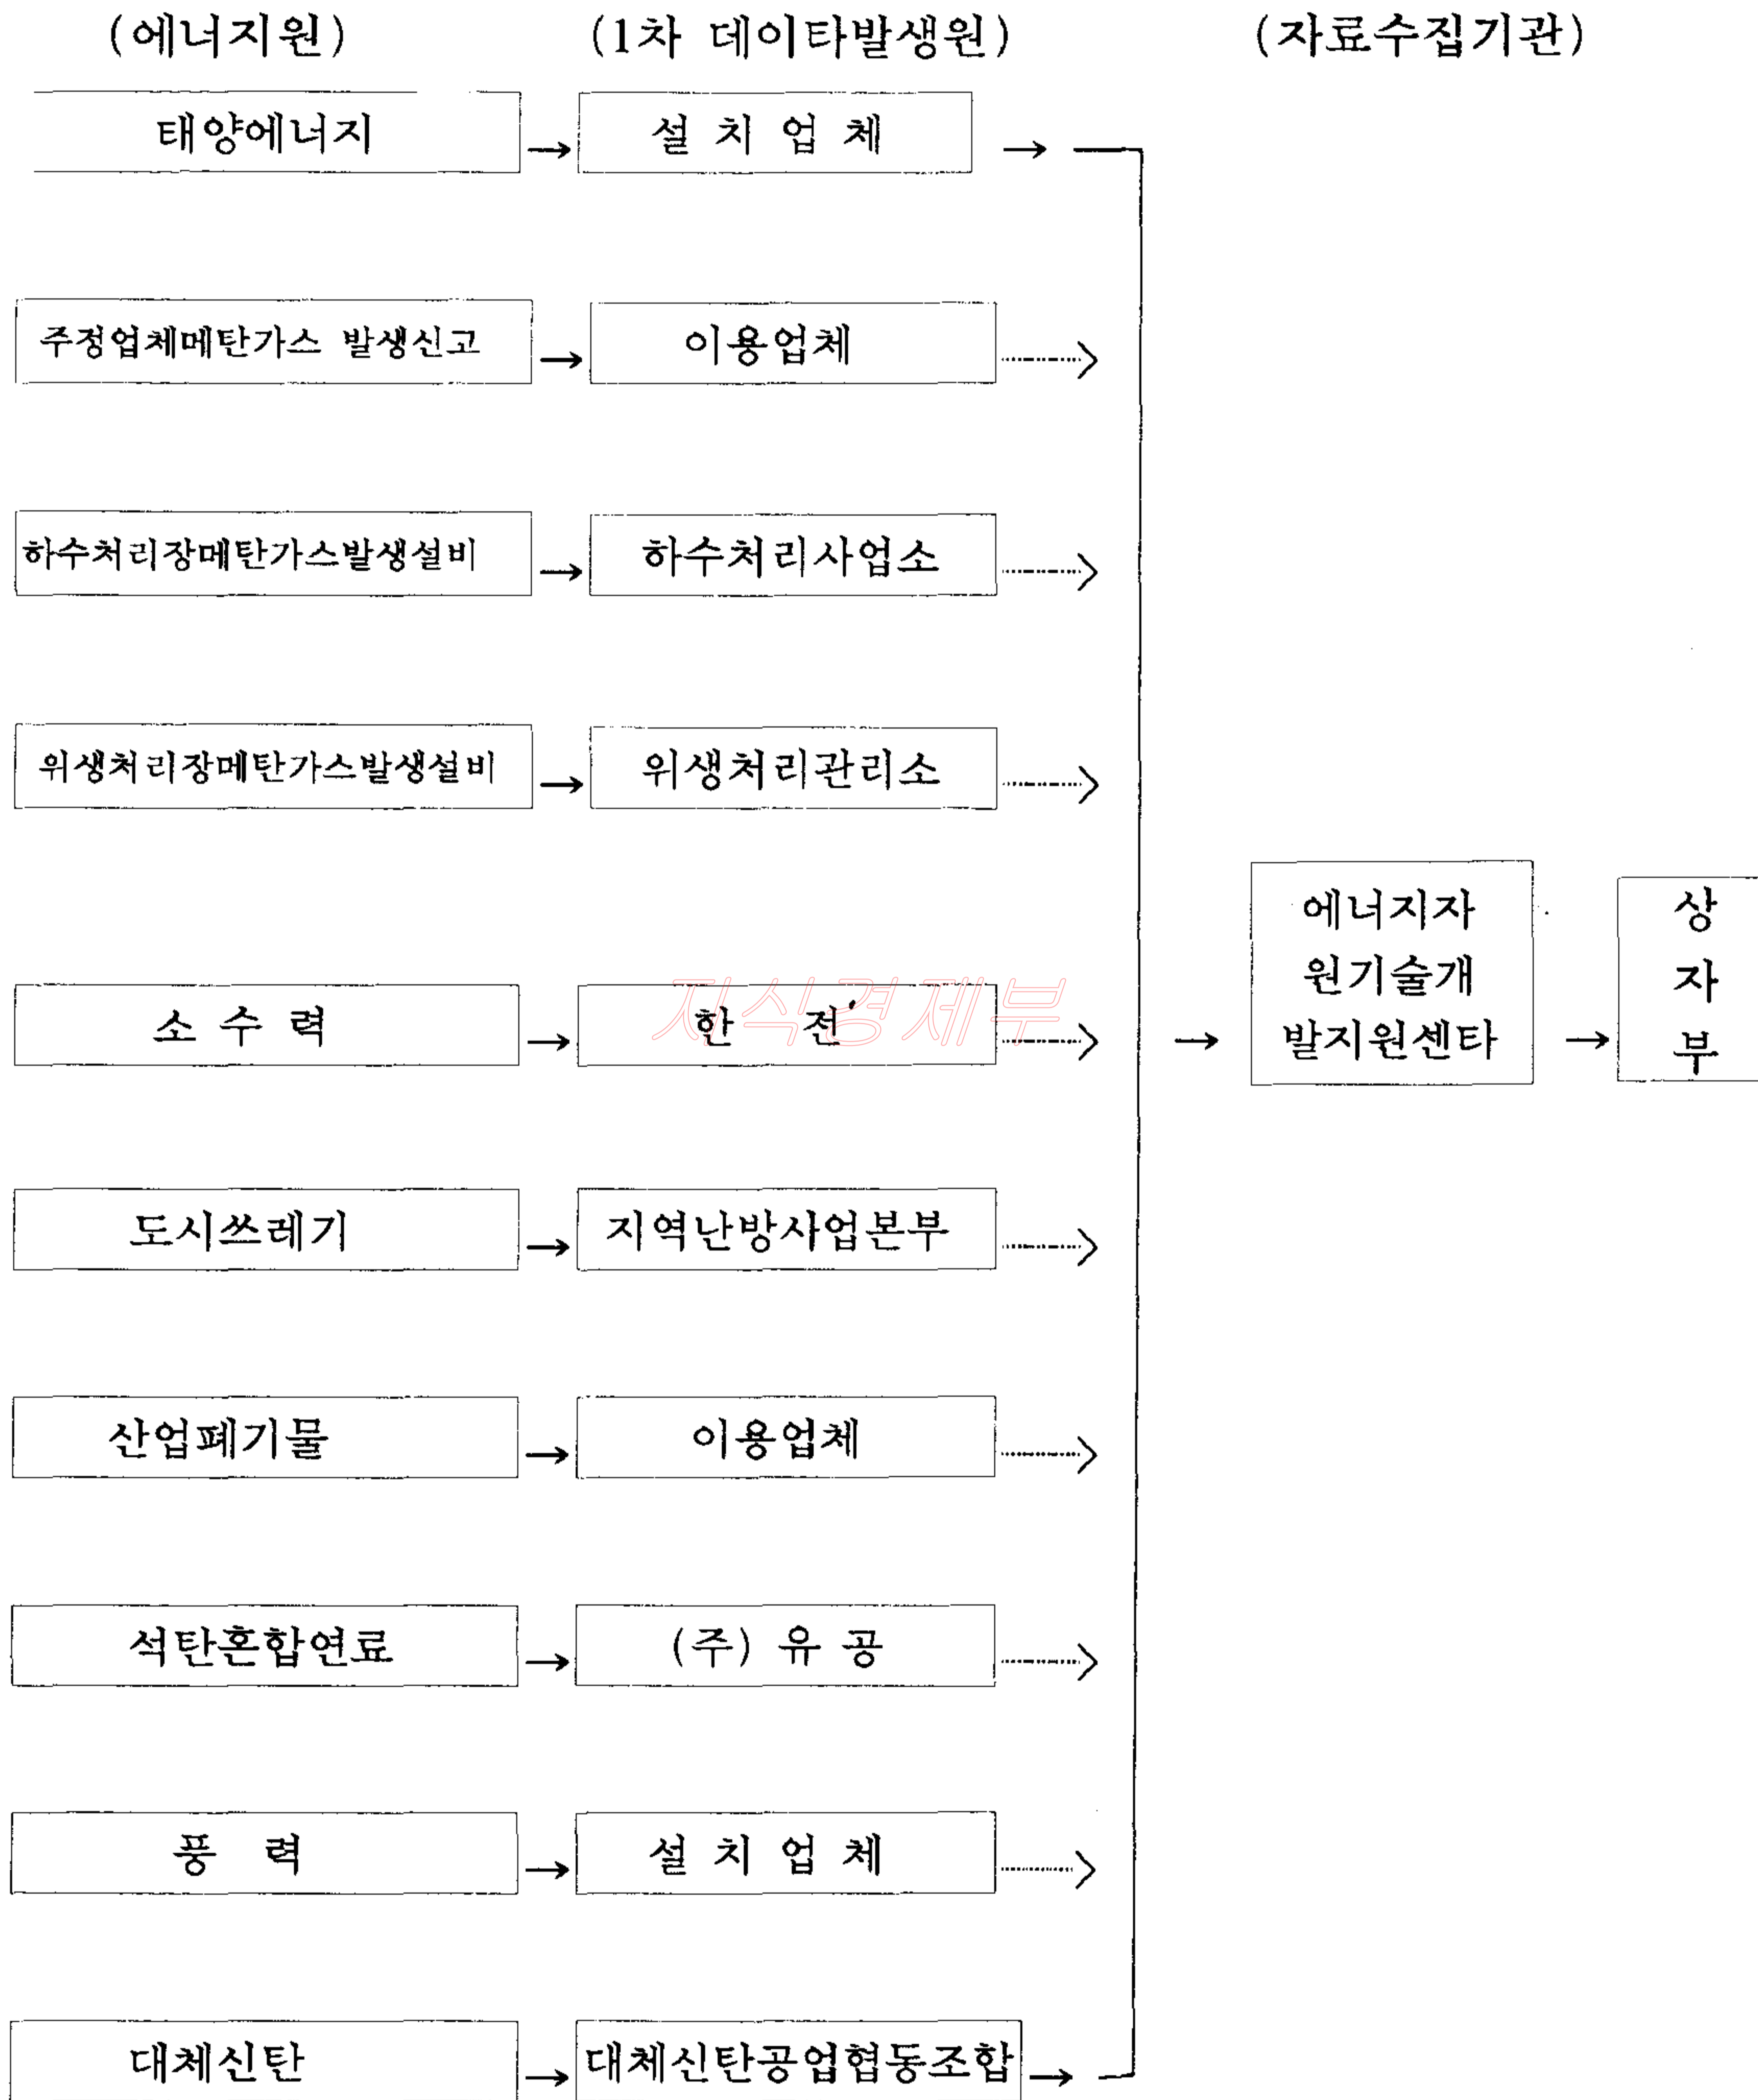 (에너지원) (1차 데이타발생원) (자료수집기관)
태양에너지 → 설 치 업 체 →
주정업체메탄가스 발생신고 → 이용업체
하수처리장메탄가스발생설비 → 하수처리사업소
위생처리장메탄가스발생설비 → 위생처리관리소
에너지자
원기술개
발지원센타
→
상
자
부
소 수 력 → 한 전
지식경제부
도시쓰레기 → 지역난방사업본부
산업폐기물 → 이용업체
석탄혼합연료 → (주) 유 공
풍 력 → 설 치 업 체
대체신탄 → 대체신탄공업협동조합 →